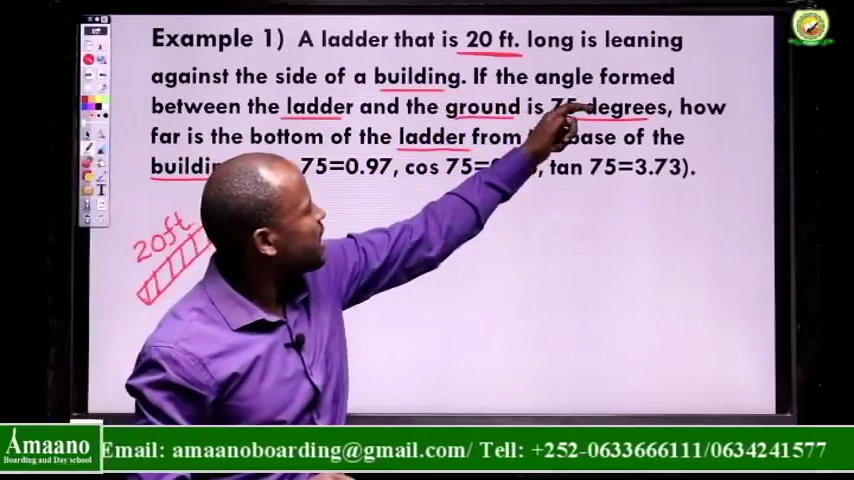 Example 1) A ladder that is 20 ft. long is leaning
against the side of a building. If the angle formed
between the ladder and the ground is 75 degrees, how
far is the bottom of the ladder from base of the
75=0.97, cos 75= tan 75=3.73).
20ft
Amaano
Boarding and Day school
Email: amaanoboarding@gmail.com/ Tell: +252-0633666111/0634241577